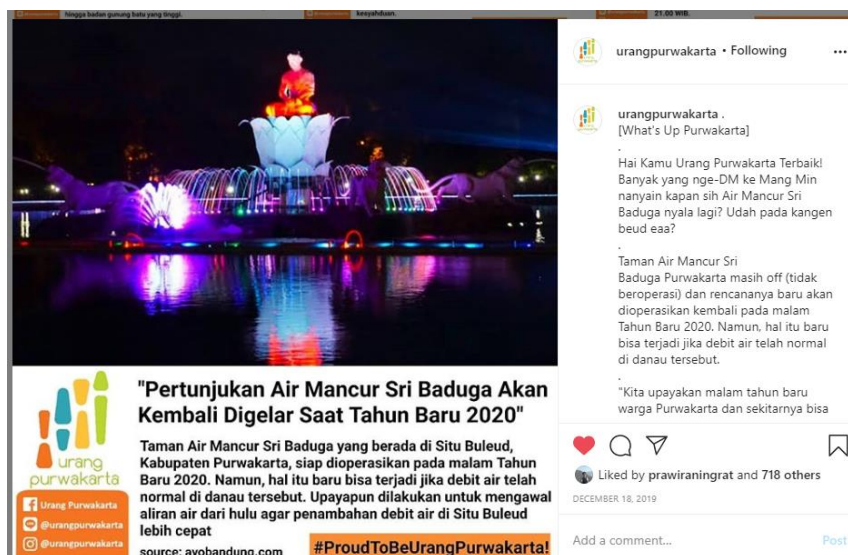 hingga badan gunung batu yang tinggi.
kesyahduan.
21.00 WIB.
"Pertunjukan Air Mancur Sri Baduga Akan
Kembali Digelar Saat Tahun Baru 2020"
Taman Air Mancur Sri Baduga yang berada di Situ Buleud,
Kabupaten Purwakarta, siap dioperasikan pada malam Tahun
Baru 2020. Namun, hal itu baru bisa terjadi jika debit air telah
normal di danau tersebut. Upayapun dilakukan untuk mengawal
aliran air dari hulu agar penambahan debit air di Situ Buleud
lebih cepat
source: ayobandung.com
#ProudToBeUrangPurwakarta!
urang
purwakarta
Urang Purwakarta
@urangpurwakarta
@urangpurwakarta
urangpurwakarta • Following
urangpurwakarta .
[What's Up Purwakarta]
.
Hai Kamu Urang Purwakarta Terbaik!
Banyak yang nge-DM ke Mang Min
nanyain kapan sih Air Mancur Sri
Baduga nyala lagi? Udah pada kangen
beud eaa?
.
Taman Air Mancur Sri
Baduga Purwakarta masih off (tidak
beroperasi) dan rencananya baru akan
dioperasikan kembali pada malam
Tahun Baru 2020. Namun, hal itu baru
bisa terjadi jika debit air telah normal
di danau tersebut.
.
"Kita upayakan malam tahun baru
warga Purwakarta dan sekitarnya bisa
Liked by prawiraningrat and 718 others
DECEMBER 18, 2019
Add a comment...
Post